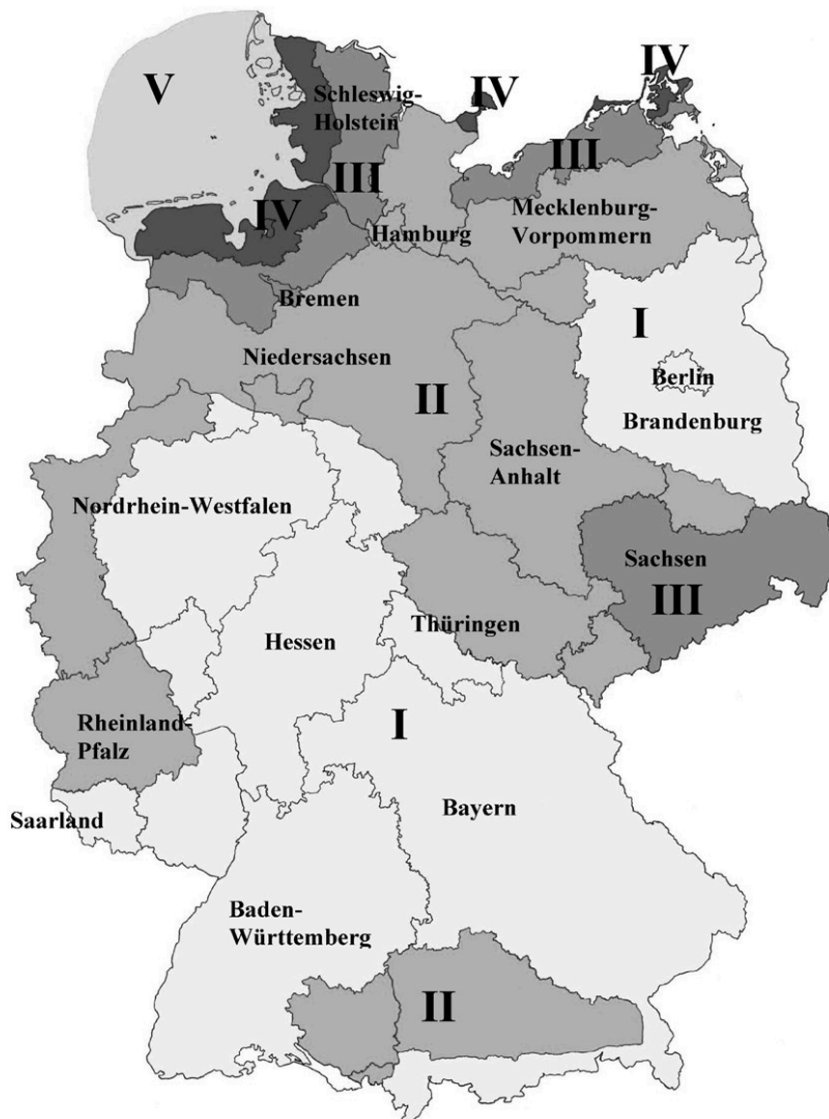 IV
V
IV
Schleswig-
Holstein
III
III
IV
Mecklenburg-
Vorpommern
Hamburg
Bremen
I
Niedersachsen
Berlin
II
Brandenburg
Sachsen-
Anhalt
Nordrhein-Westfalen
Sachsen
III
Thüringen
Hessen
Rheinland-
Pfalz
I
Bayern
Saarland
Baden-
Württemberg
II